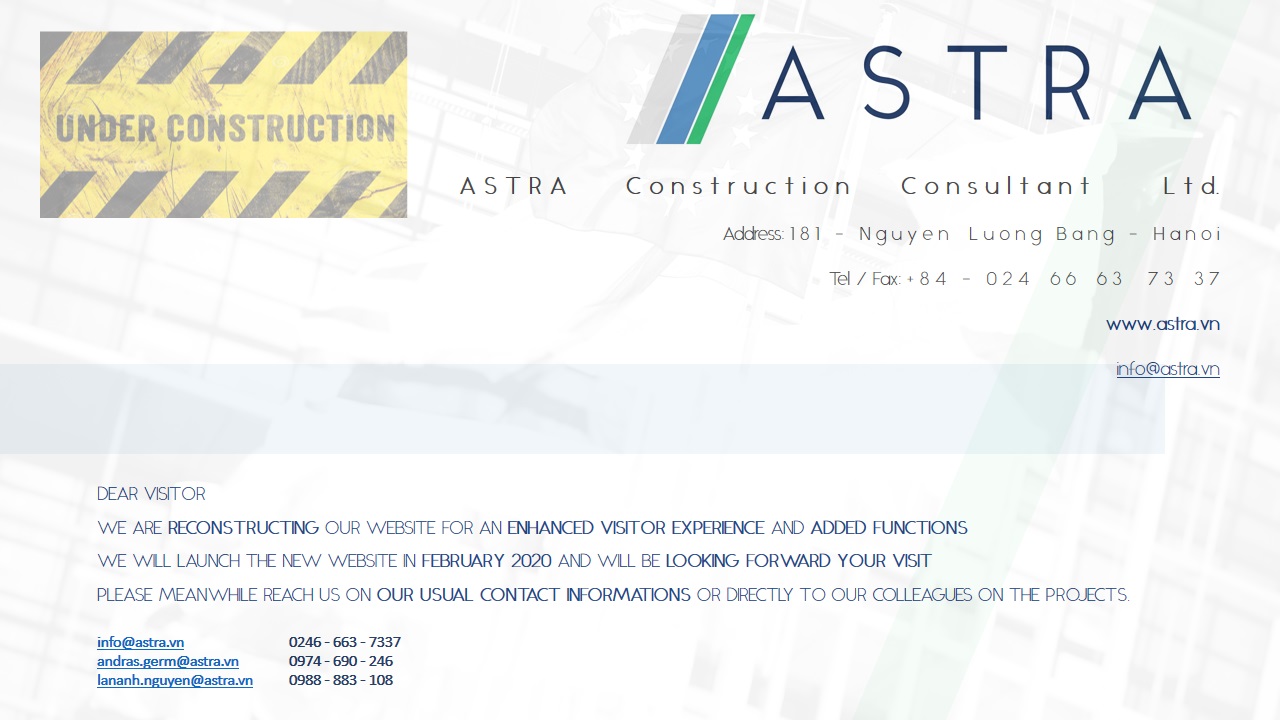 UNDER CONSTRUCTION
ASTRA
ASTRA Construction Consultant Ltd.
Address: 181 - Nguyen Luong Bang - Hanoi
Tel / Fax: +84 - 024 66 63 73 37
www.astra.vn
info@astra.vn
DEAR VISITOR
WE ARE RECONSTRUCTING OUR WEBSITE FOR AN ENHANCED VISITOR EXPERIENCE AND ADDED FUNCTIONS
WE WILL LAUNCH THE NEW WEBSITE IN FEBRUARY 2020 AND WILL BE LOOKING FORWARD YOUR VISIT
PLEASE MEANWHILE REACH US ON OUR USUAL CONTACT INFORMATIONS OR DIRECTLY TO OUR COLLEAGUES ON THE PROJECTS.
info@astra.vn 0246 - 663 - 7337
andras.germ@astra.vn 0974 - 690 - 246
lananh.nguyen@astra.vn 0988 - 883 - 108